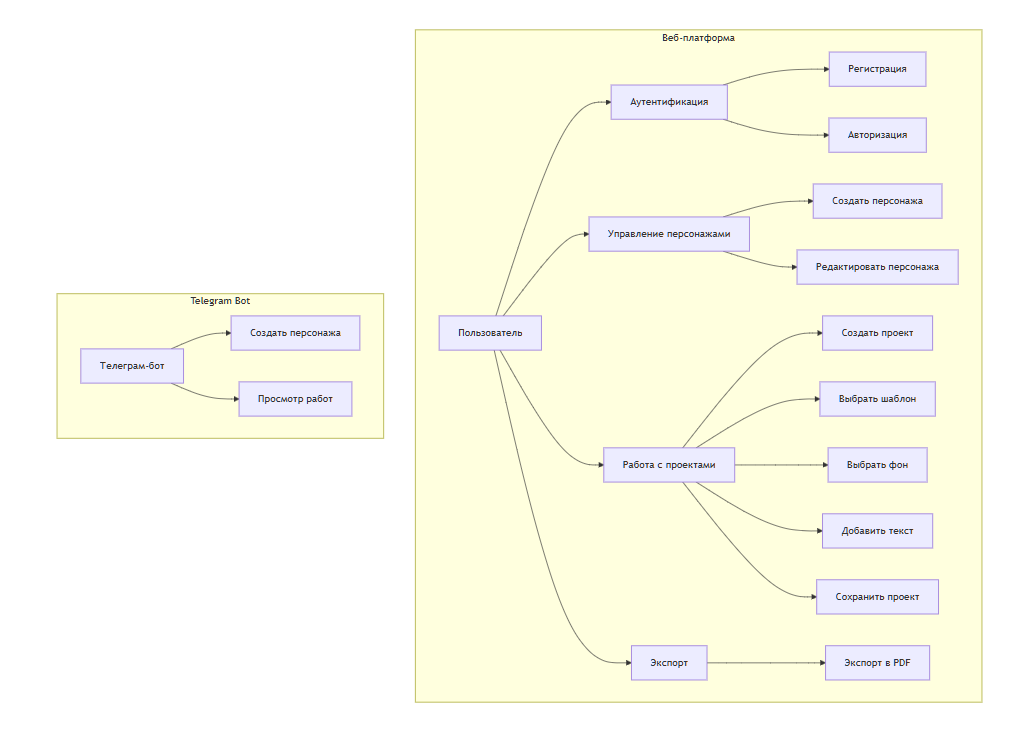 Telegram Bot
Телеграм-бот
Создать персонажа
Просмотр работ
Веб-платформа
Пользователь
Аутентификация
Регистрация
Авторизация
Управление персонажами
Создать персонажа
Редактировать персонажа
Работа с проектами
Создать проект
Выбрать шаблон
Выбрать фон
Добавить текст
Сохранить проект
Экспорт
Экспорт в PDF